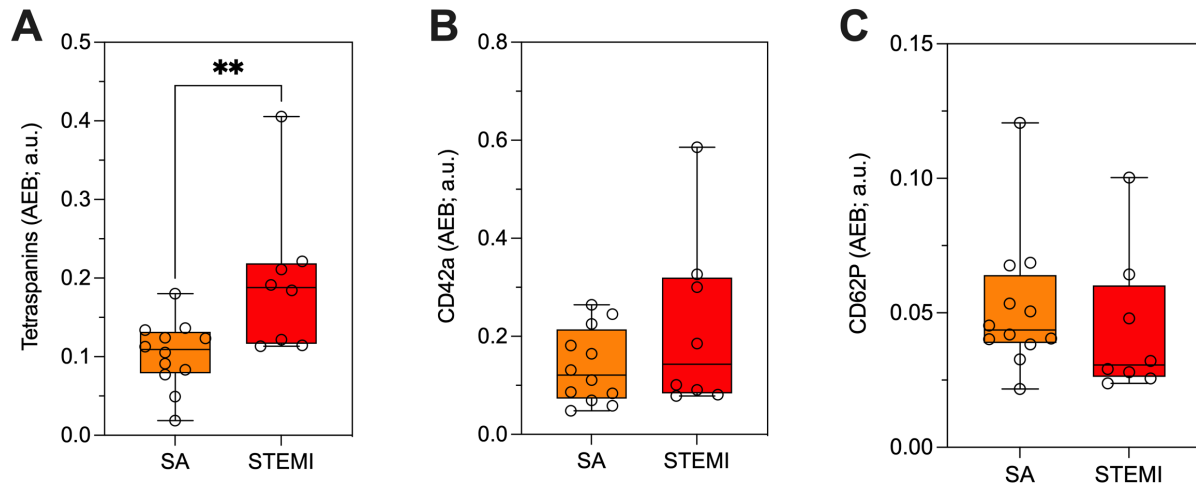 A
Tetraspanins (AEB; a.u.)
0.5
0.4
0.3
0.2
0.1
0.0
**
SA
STEMI
B
CD42a (AEB; a.u.)
0.8
0.6
0.4
0.2
0.0
SA
STEMI
C
CD62P (AEB; a.u.)
0.15
0.10
0.05
0.00
SA
STEMI